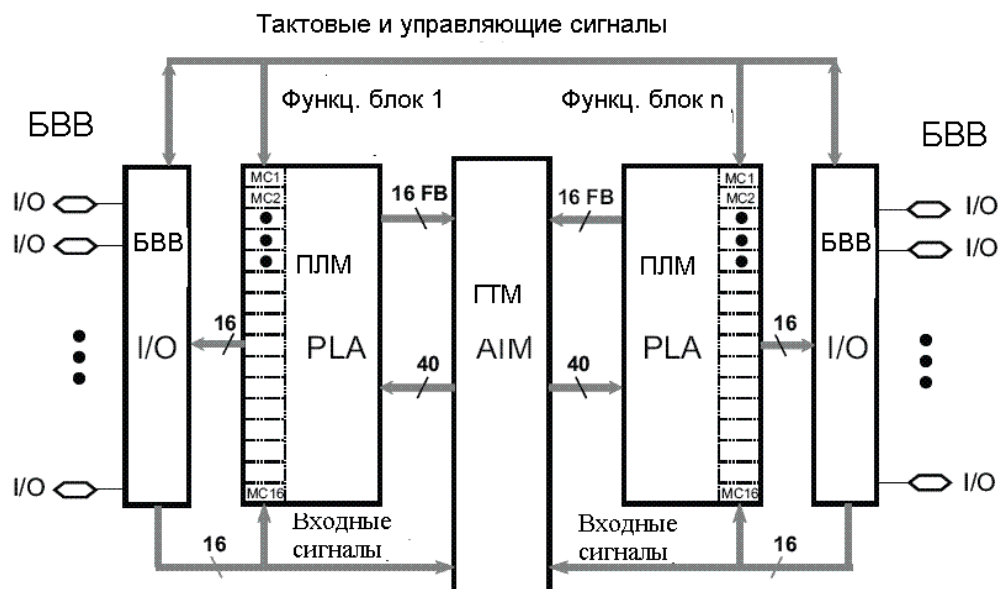 Тактовые и управляющие сигналы
Функц. блок 1
Функц. блок n
БВВ
БВВ
I/O
I/O
I/O
БВВ
I/O
16
MC1
MC2
MC16
ПЛМ
PLA
16 FB
40
ГТМ
AIM
16 FB
40
ПЛМ
PLA
MC1
MC2
MC16
16
БВВ
I/O
I/O
I/O
I/O
Входные
сигналы
16
Входные
сигналы
16